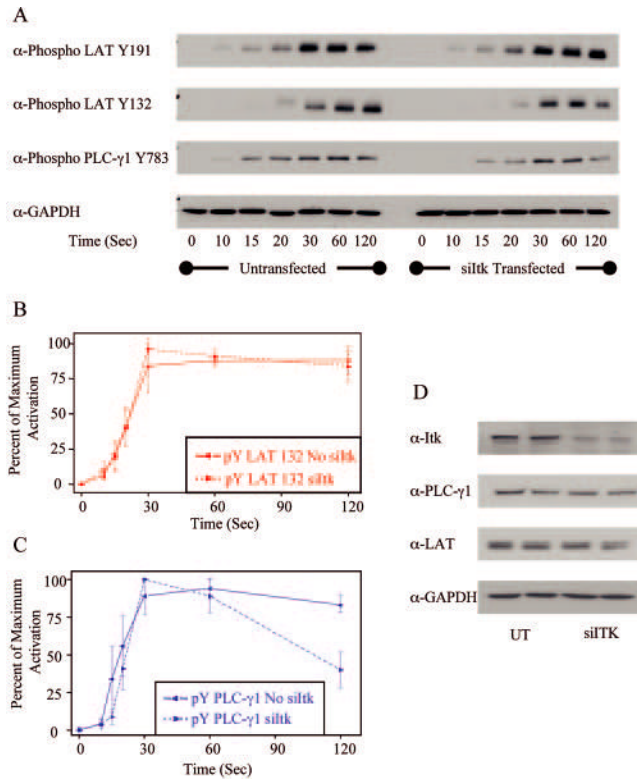 A
α-Phospho LAT Y191
α-Phospho LAT Y132
α-Phospho PLC-γ1 Y783
α-GAPDH
Time (Sec) 0 10 15 20 30 60 120 0 10 15 20 30 60 120
Untransfected siItk Transfected
B
Percent of Maximum
Activation
100
75
50
25
0
pY LAT 132 No siItk
pY LAT 132 siItk
0 30 60 90 120
Time (Sec)
C
Percent of Maximum
Activation
100
75
50
25
0
pY PLC-γ1 No siItk
pY PLC-γ1 siItk
0 30 60 90 120
Time (Sec)
D
α-Itk
α-PLC-γ1
α-LAT
α-GAPDH
UT siITK